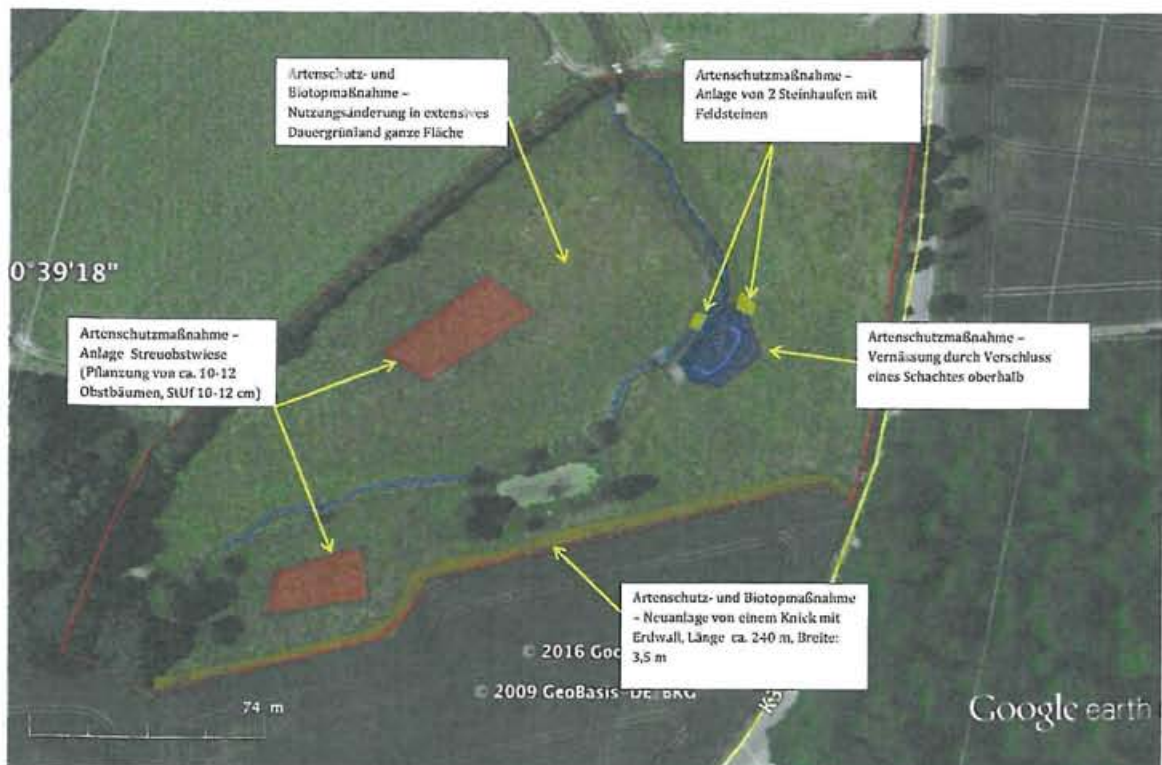 Artenschutz- und
Biotopmaßnahme –
Nutzungsänderung in extensives
Dauergrünland ganze Fläche
Artenschutzmaßnahme –
Anlage von 2 Steinhaufen mit
Feldsteinen
0°39'18"
Artenschutzmaßnahme –
Anlage Streuobstwiese
(Pflanzung von ca. 10-12
Obstbäumen, StUf 10-12 cm)
Artenschutzmaßnahme –
Vernässung durch Verschluss
eines Schachtes oberhalb
Artenschutz- und Biotopmaßnahme
– Neuanlage von einem Knick mit
Erdwall, Länge ca. 240 m, Breite:
3,5 m
© 2016 Goo
© 2009 GeoBasis-DE/BKG
74 m
Google earth